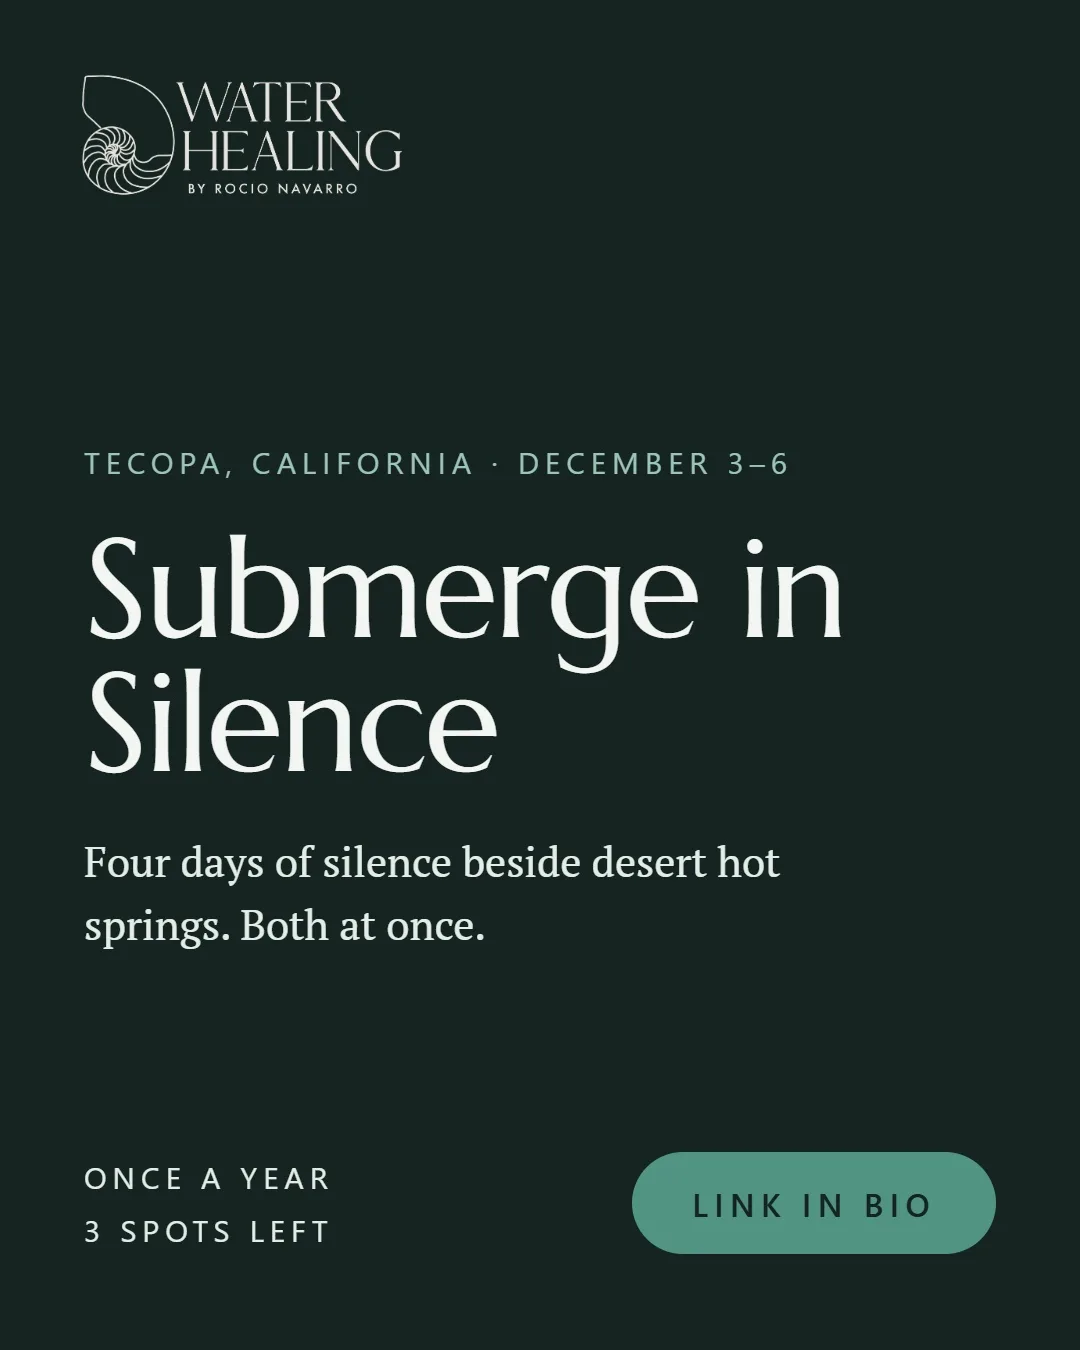 WATER
HEALING
BY ROCIO NAVARRO
TECOPA, CALIFORNIA · DECEMBER 3–6
Submerge in
Silence
Four days of silence beside desert hot
springs. Both at once.
ONCE A YEAR
3 SPOTS LEFT
LINK IN BIO